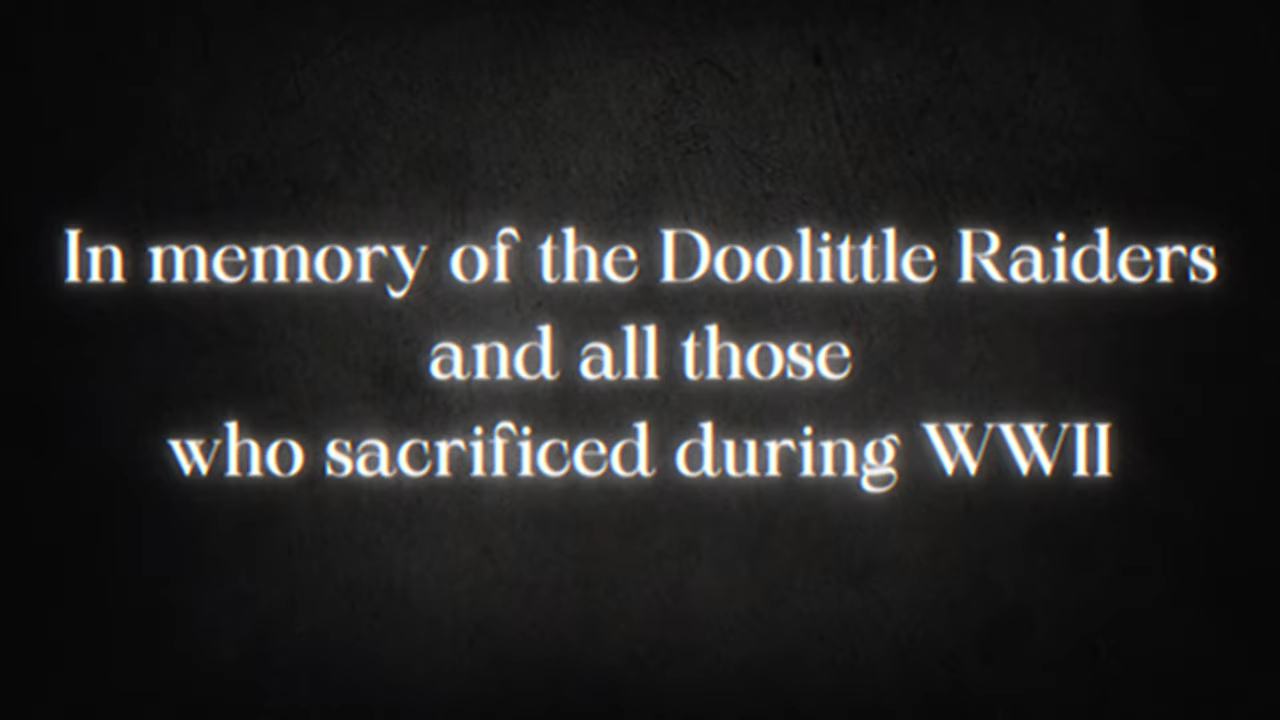 In memory of the Doolittle Raiders
and all those
who sacrificed during WWII